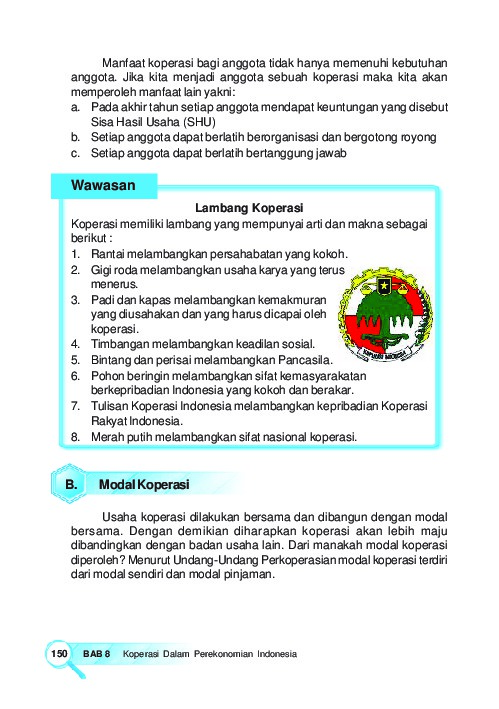 Manfaat koperasi bagi anggota tidak hanya memenuhi kebutuhan
anggota. Jika kita menjadi anggota sebuah koperasi maka kita akan
memperoleh manfaat lain yakni:
a. Pada akhir tahun setiap anggota mendapat keuntungan yang disebut
Sisa Hasil Usaha (SHU)
b. Setiap anggota dapat berlatih berorganisasi dan bergotong royong
c. Setiap anggota dapat berlatih bertanggung jawab
Wawasan
Lambang Koperasi
Koperasi memiliki lambang yang mempunyai arti dan makna sebagai
berikut :
1. Rantai melambangkan persahabatan yang kokoh.
2. Gigi roda melambangkan usaha karya yang terus
menerus.
3. Padi dan kapas melambangkan kemakmuran
yang diusahakan dan yang harus dicapai oleh
koperasi.
4. Timbangan melambangkan keadilan sosial.
5. Bintang dan perisai melambangkan Pancasila.
6. Pohon beringin melambangkan sifat kemasyarakatan
berkepribadian Indonesia yang kokoh dan berakar.
7. Tulisan Koperasi Indonesia melambangkan kepribadian Koperasi
Rakyat Indonesia.
8. Merah putih melambangkan sifat nasional koperasi.
KOPERASI INDONESIA
B. Modal Koperasi
Usaha koperasi dilakukan bersama dan dibangun dengan modal
bersama. Dengan demikian diharapkan koperasi akan lebih maju
dibandingkan dengan badan usaha lain. Dari manakah modal koperasi
diperoleh? Menurut Undang-Undang Perkoperasian modal koperasi terdiri
dari modal sendiri dan modal pinjaman.
150 BAB 8 Koperasi Dalam Perekonomian Indonesia